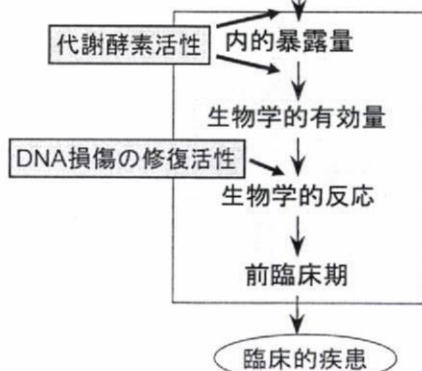 代謝酵素活性
内的暴露量
生物学的有効量
DNA損傷の修復活性
生物学的反応
前臨床期
臨床的疾患